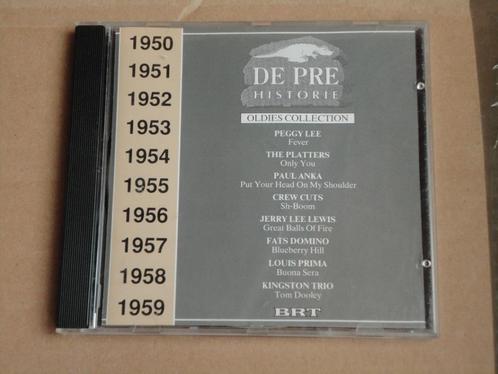 1950
1951
1952
1953
1954
1955
1956
1957
1958
1959
DE PRE
HISTORIE
OLDIES COLLECTION
PEGGY LEE
Fever
THE PLATTERS
Only You
PAUL ANKA
Put Your Head On My Shoulder
CREW CUTS
Sh-Boom
JERRY LEE LEWIS
Great Balls Of Fire
FATS DOMINO
Blueberry Hill
LOUIS PRIMA
Buona Sera
KINGSTON TRIO
Tom Dooley
BRT